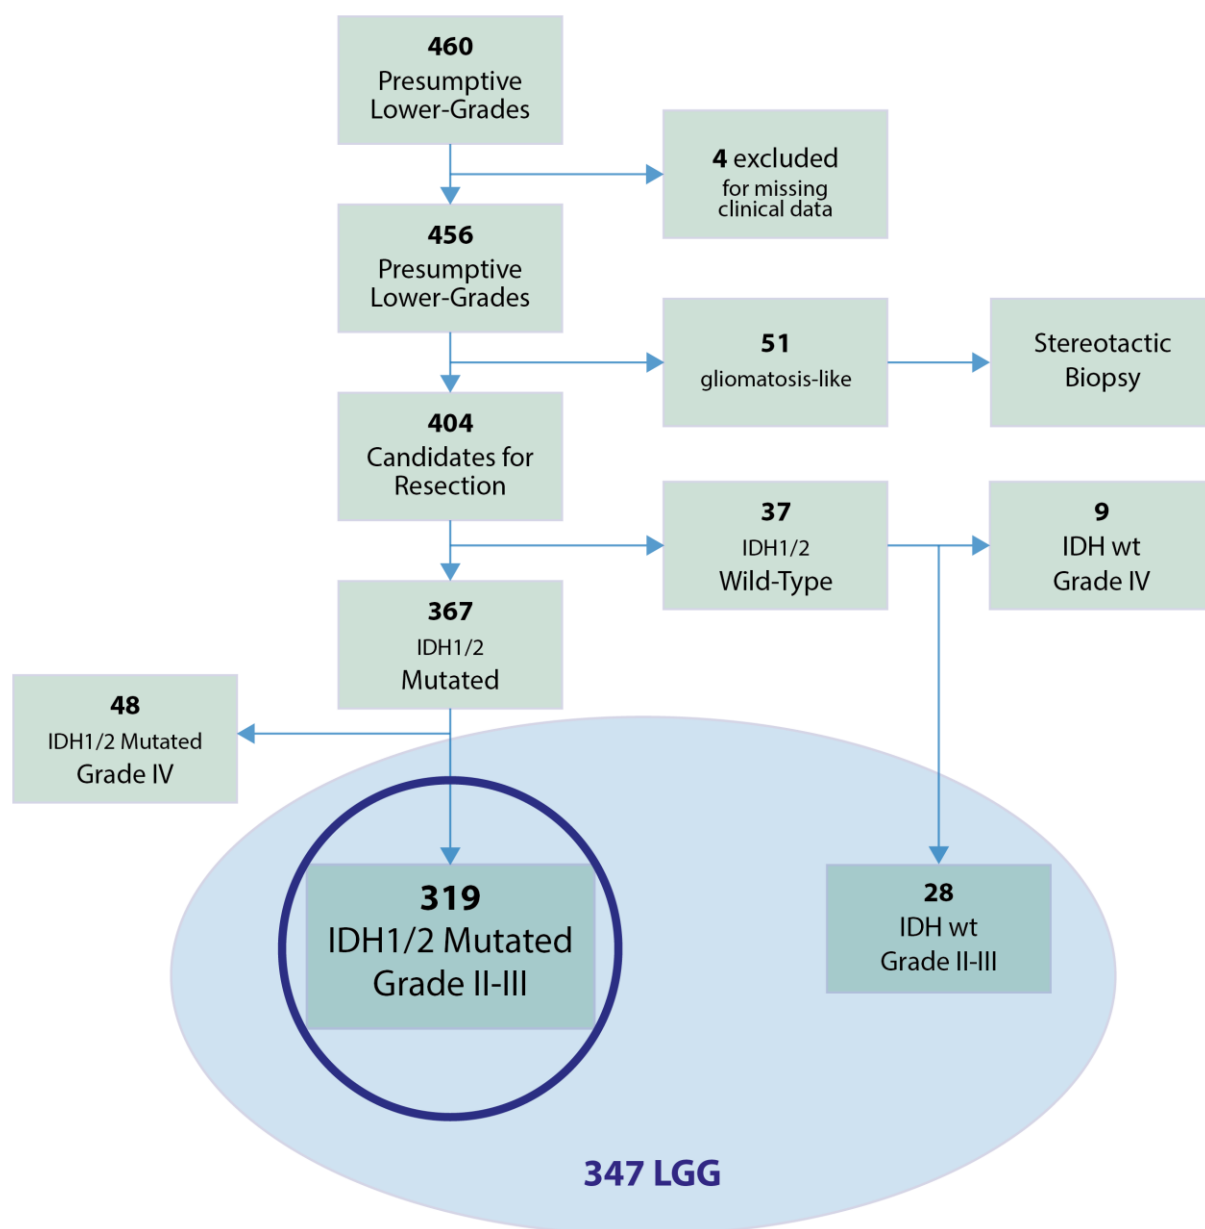 460
Presumptive
Lower-Grades
4 excluded
for missing
clinical data
456
Presumptive
Lower-Grades
51
gliomatosis-like
Stereotactic
Biopsy
404
Candidates for
Resection
37
IDH1/2
Wild-Type
9
IDH wt
Grade IV
367
IDH1/2
Mutated
48
IDH1/2 Mutated
Grade IV
319
IDH1/2 Mutated
Grade II-III
28
IDH wt
Grade II-III
347 LGG